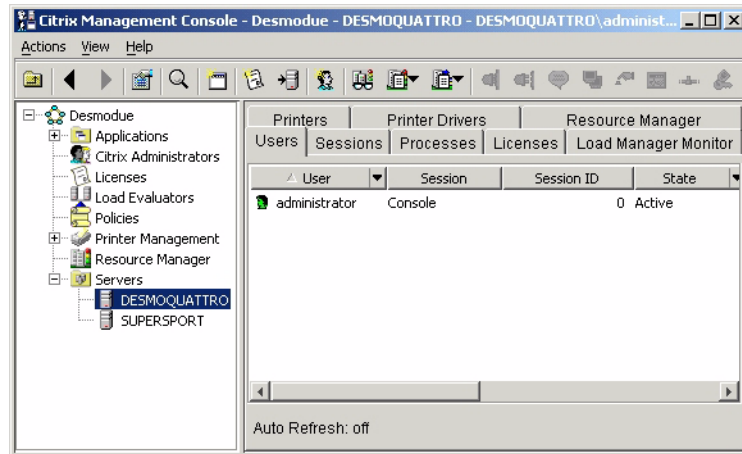 Citrix Management Console - Desmodue - DESMOQUATTRO - DESMOQUATTRO\administ...
Actions View Help
Desmodue
Applications
Citrix Administrators
Licenses
Load Evaluators
Policies
Printer Management
Resource Manager
Servers
DESMOQUATTRO
SUPERSPORT
Printers Printer Drivers Resource Manager
Users Sessions Processes Licenses Load Manager Monitor
User Session Session ID State
administrator Console 0 Active
Auto Refresh: off